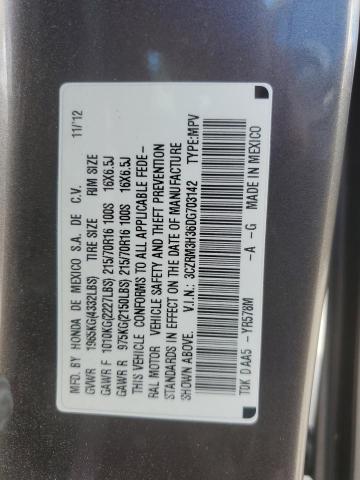 MFD. BY HONDA DE MEXICO S.A. DE C.V. 11/'12
GVWR 1965KG(4332LBS) TIRE SIZE RIM SIZE
GAWR F 1010KG(2227LBS) 215/70R16 100S 16X6.5J
GAWR R 975KG(2150LBS) 215/70R16 100S 16X6.5J
THIS VEHICLE CONFORMS TO ALL APPLICABLE FEDE-
RAL MOTOR VEHICLE SAFETY AND THEFT PREVENTION
STANDARDS IN EFFECT ON THE DATE OF MANUFACTURE
SHOWN ABOVE. V.I.N.: 3CZRM3H36DG703142 TYPE:MPV
TDK D AA5 -YR578M -A -G MADE IN MEXICO